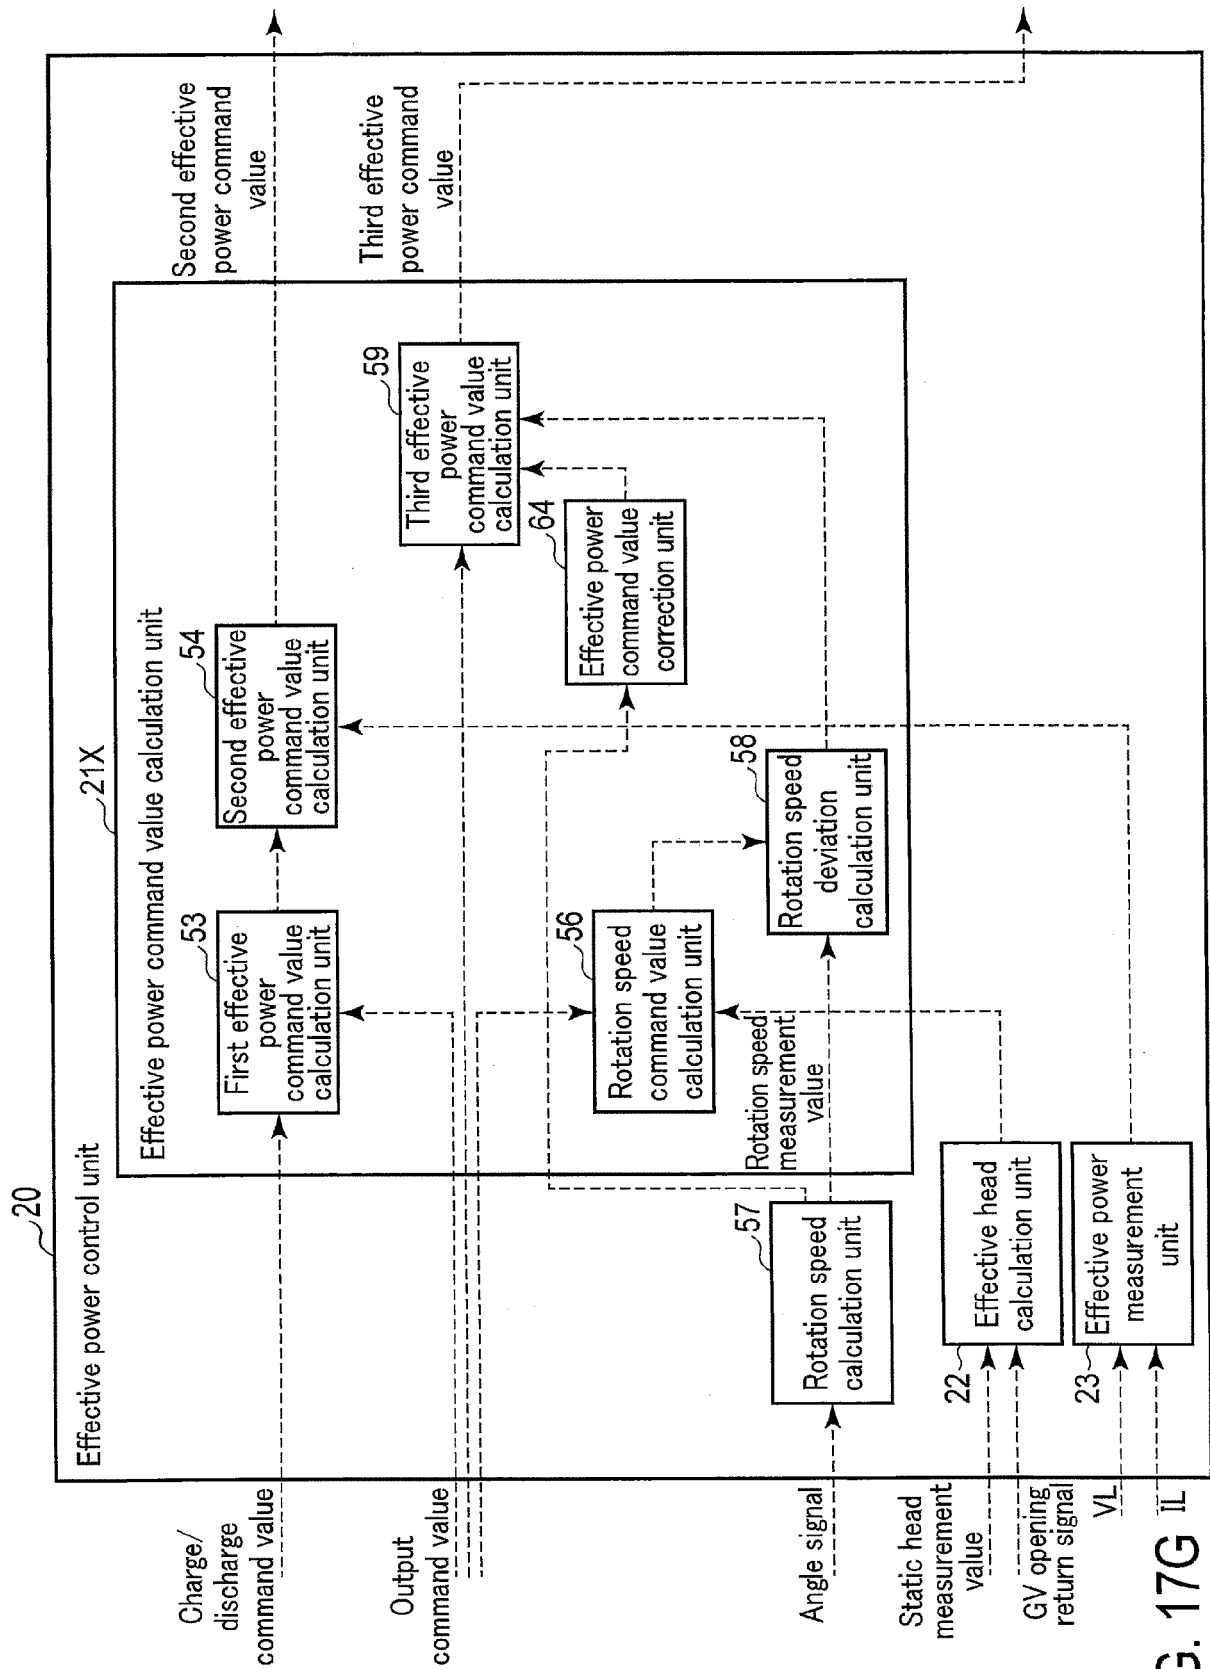 20
Effective power control unit
21X
Effective power command value calculation unit
Charge/
discharge
command value
Output
command value
Angle signal
Static head
measurement
value
GV opening
return signal
VL
IL
53
First effective
power
command value
calculation unit
54
Second effective
power
command value
calculation unit
Second effective
power command
value
59
Third effective
power
command value
calculation unit
Third effective
power command
value
64
Effective power
command value
correction unit
56
Rotation speed
command value
calculation unit
58
Rotation speed
deviation
calculation unit
Rotation speed
measurement
value
57
Rotation speed
calculation unit
22
Effective head
calculation unit
23
Effective power
measurement
unit
G. 17G